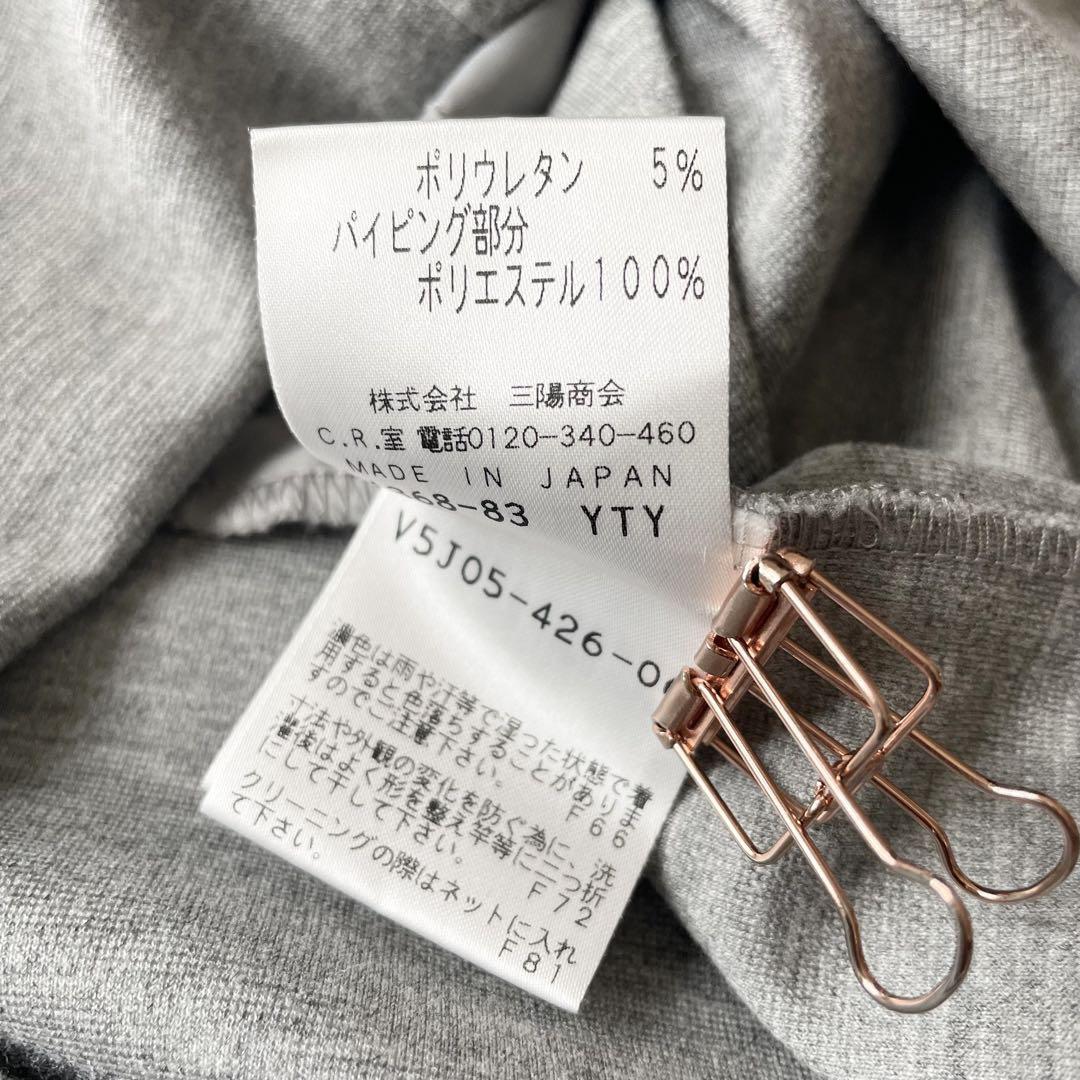 ポリウレタン 5%
パイピング部分
ポリエステル100%
株式会社 三陽商会
C.R.室 電話0120-340-460
MADE IN JAPAN
268-83 YTY
V5J05-426-0
濃色は雨や汗等で湿った状態で着
用すると色落ちすることがありま
すのでご注意下さい。 F66
寸法や外観の変化を防ぐ為に、洗
濯後はよく形を整え竿等に二つ折
にして干して下さい。 F72
クリーニングの際はネットに入れ
て下さい。 F81